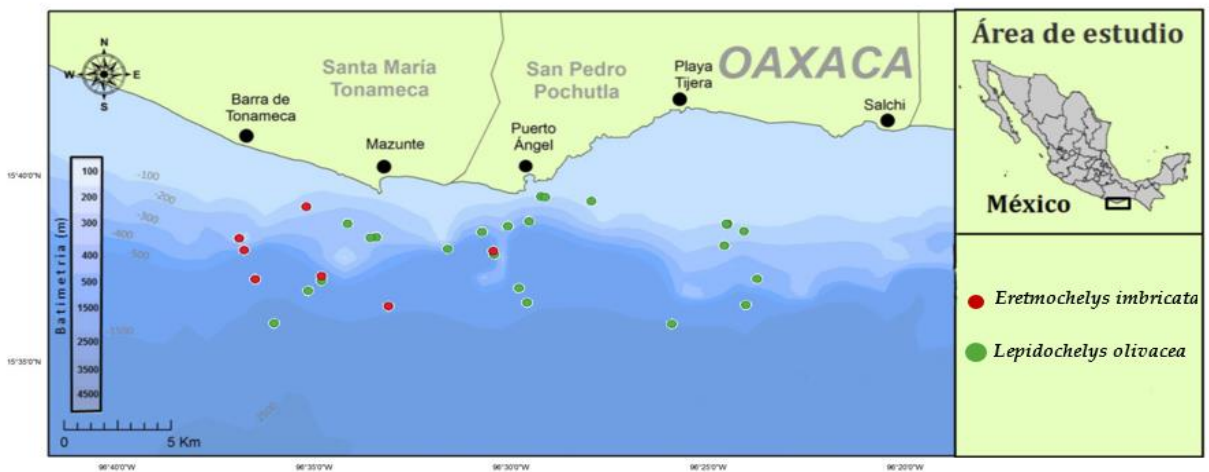 N
W E
S
Santa María
Tonameca
San Pedro
Pochutla
OAXACA
Barra de
Tonameca
Mazunte
Puerto
Ángel
Playa
Tijera
Salchi
15°40'0"N
15°35'0"N
Batimetría (m)
100
200
300
400
500
1500
2500
3500
4500
-100
-200
-300
-400
-500
-1500
2500
0 5 Km
96°40'0"W 96°35'0"W 96°30'0"W 96°25'0"W 96°20'0"W
Área de estudio
México
Eretmochelys imbricata
Lepidochelys olivacea